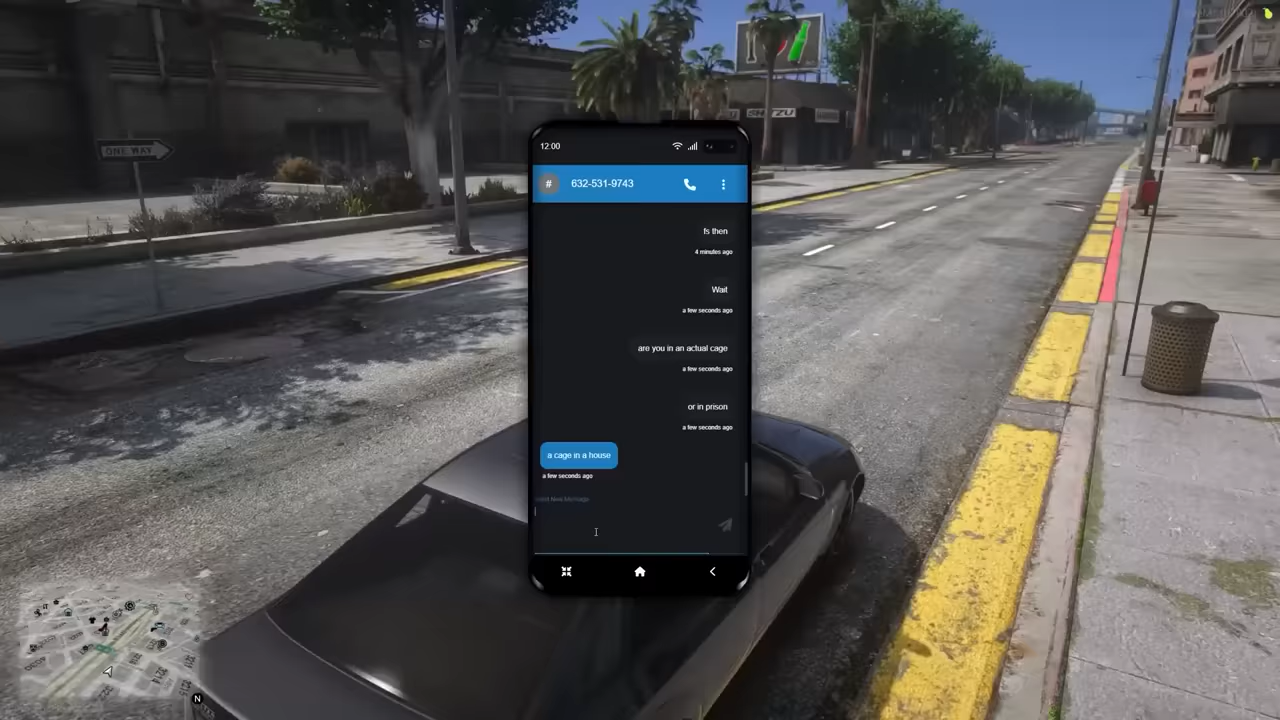 ONE WAY
SHITZU
12.00
# 632-531-9743
fs then
4 minutes ago
Wait
a few seconds ago
are you in an actual cage
a few seconds ago
or in prison
a few seconds ago
a cage in a house
a few seconds ago
N